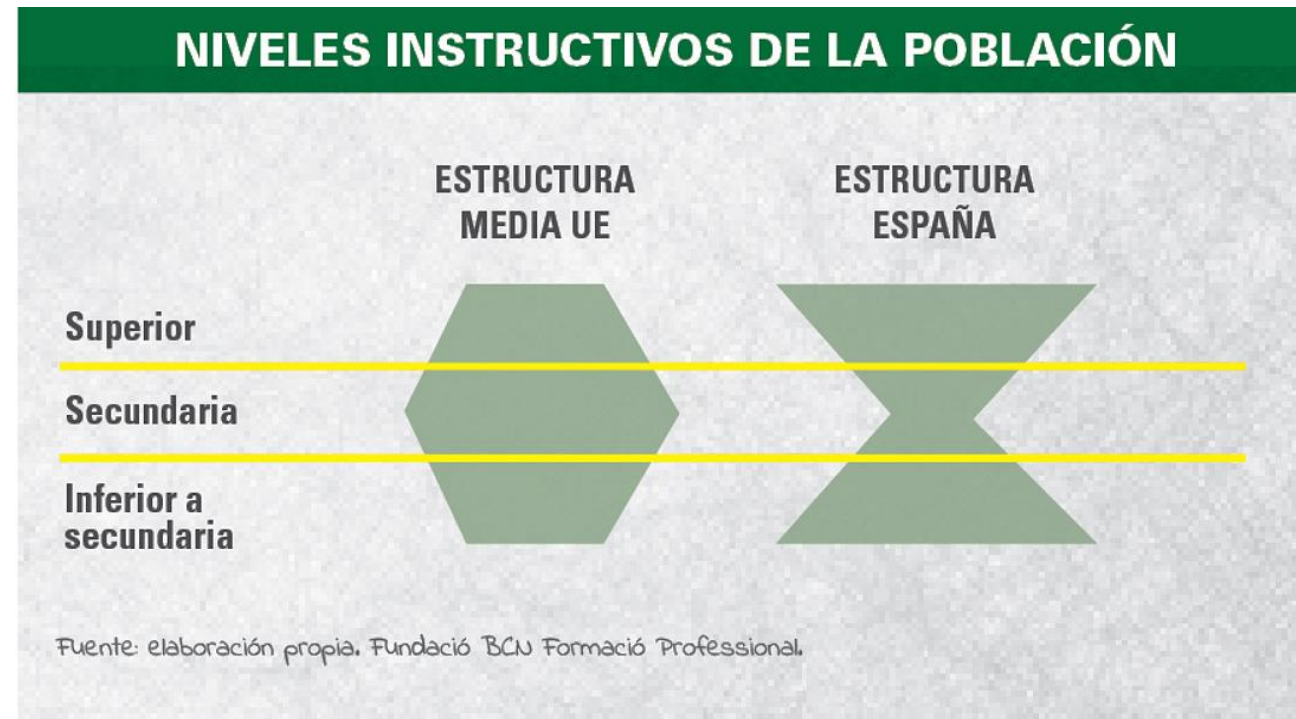 NIVELES INSTRUCTIVOS DE LA POBLACIÓN
ESTRUCTURA
MEDIA UE
ESTRUCTURA
ESPAÑA
Superior
Secundaria
Inferior a
secundaria
Fuente: elaboración propia. Fundació BCN Formació Professional.